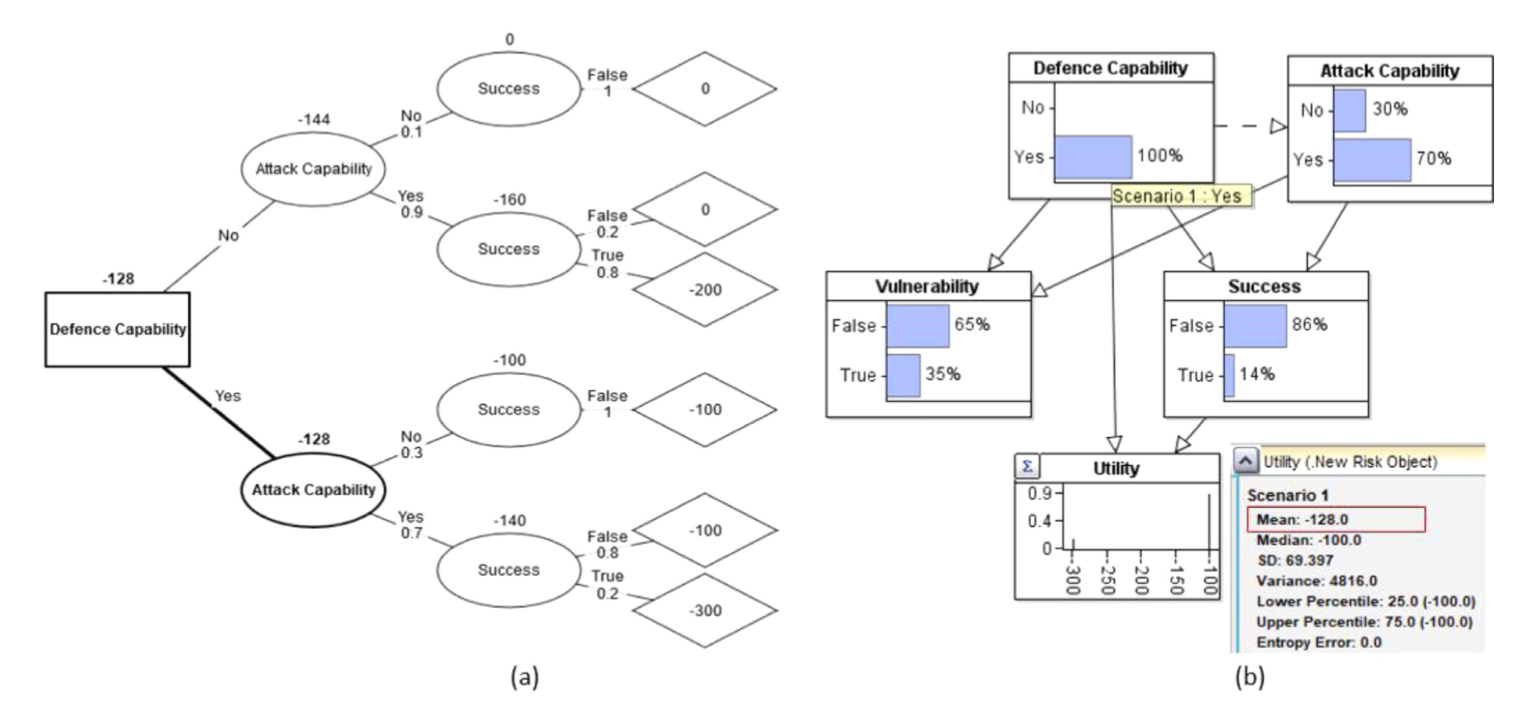 0
Success
False
1
0
No
0.1
-144
Attack Capability
Yes
0.9
-160
Success
False
0.2
0
True
0.8
-200
No
-128
Defence Capability
Yes
-128
Attack Capability
No
0.3
-100
Success
False
1
-100
Yes
0.7
-140
Success
False
0.8
-100
True
0.2
-300
(a)
Defence Capability
No
Yes 100%
Scenario 1 : Yes
Attack Capability
No 30%
Yes 70%
Vulnerability
False 65%
True 35%
Success
False 86%
True 14%
Σ Utility
0.9
0.4
0
-300
-250
-200
-150
-100
Utility (.New Risk Object)
Scenario 1
Mean: -128.0
Median: -100.0
SD: 69.397
Variance: 4816.0
Lower Percentile: 25.0 (-100.0)
Upper Percentile: 75.0 (-100.0)
Entropy Error: 0.0
(b)